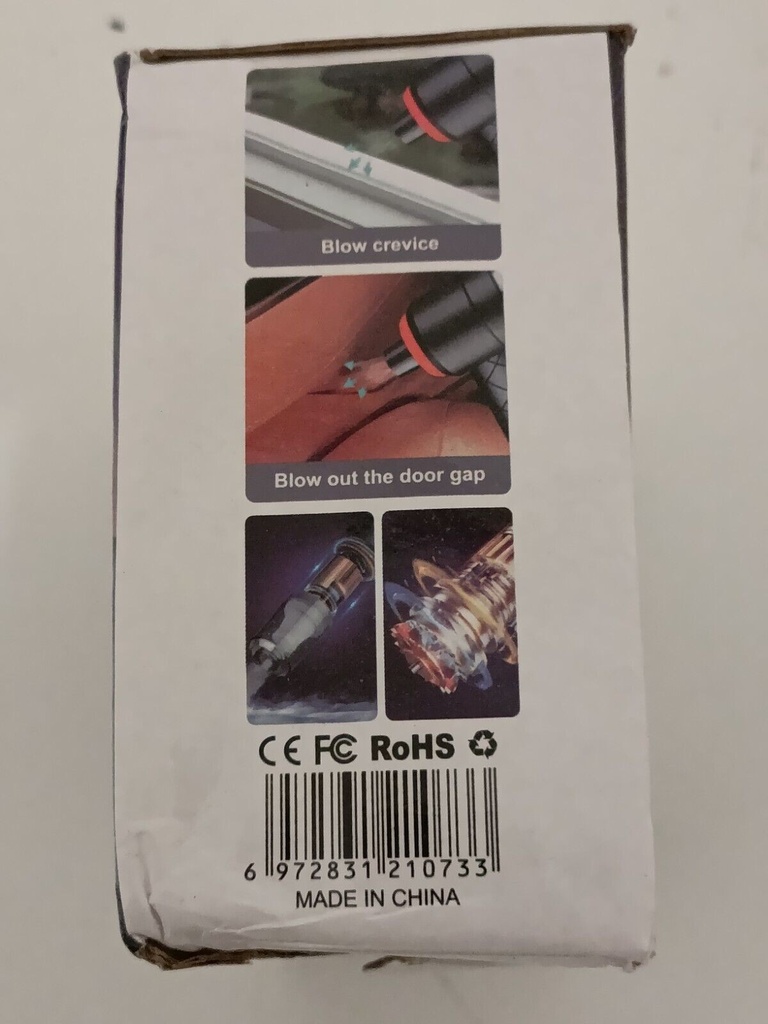 Blow crevice
Blow out the door gap
CE FC RoHS
6 972831 210733
MADE IN CHINA